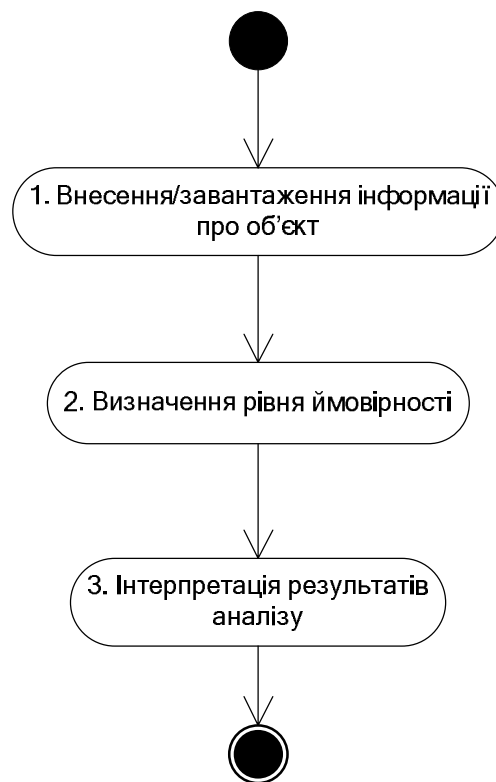 1. Внесення/завантаження інформації
про об’єкт
2. Визначення рівня ймовірності
3. Інтерпретація результатів
аналізу